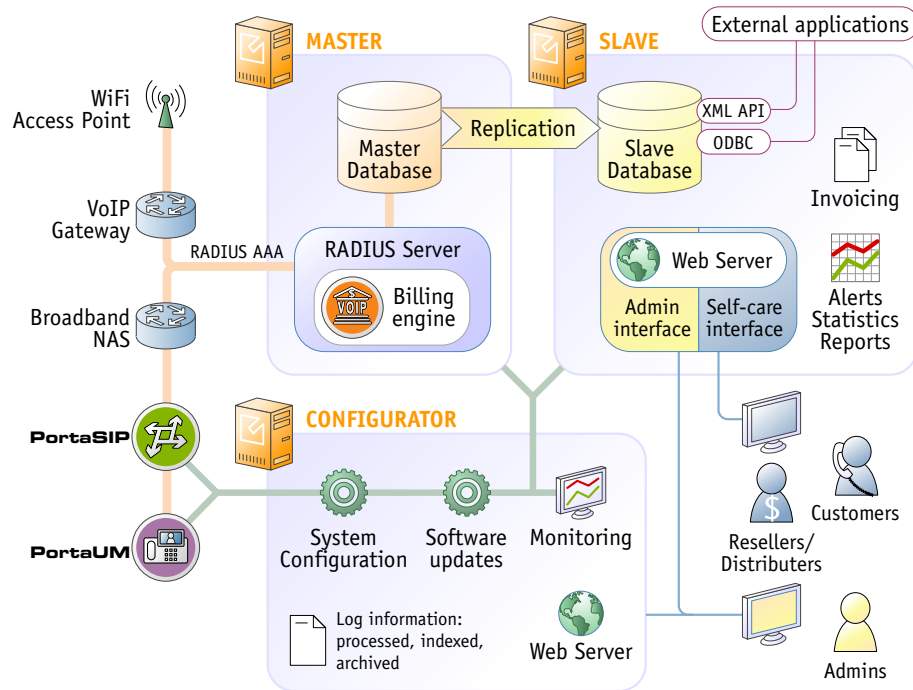 External applications
MASTER
SLAVE
WiFi
Access Point
XML API
Replication
ODBC
Master
Database
Slave
Database
Invoicing
VoIP
Gateway
RADIUS AAA
RADIUS Server
Web Server
VOIP
Billing
engine
Admin
interface
Self-care
interface
Alerts
Statistics
Reports
Broadband
NAS
CONFIGURATOR
PortaSIP
$
Customers
System
Configuration
Software
updates
Monitoring
Resellers/
Distributers
PortaUM
Log information:
processed, indexed,
archived
Web Server
Admins